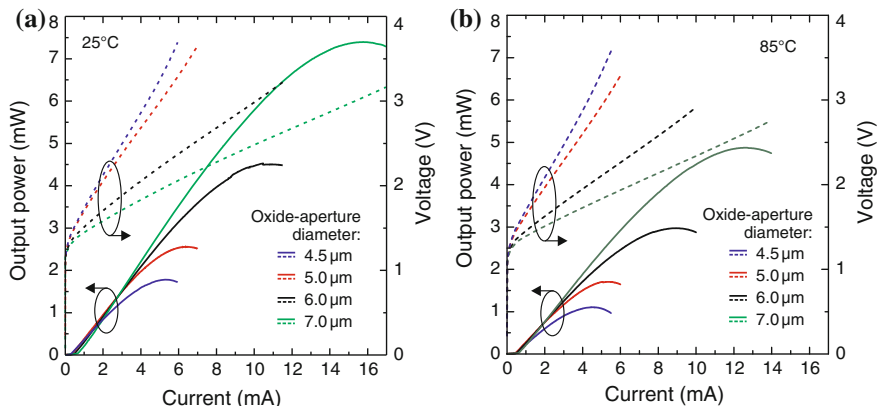 (a)
25°C
Output power (mW)
8
7
6
5
4
3
2
1
0
Voltage (V)
4
3
2
1
0
Oxide-aperture
diameter:
4.5 µm
5.0 µm
6.0 µm
7.0 µm
0 2 4 6 8 10 12 14 16
Current (mA)
(b)
85°C
Output power (mW)
8
7
6
5
4
3
2
1
0
Voltage (V)
4
3
2
1
0
Oxide-aperture
diameter:
4.5 µm
5.0 µm
6.0 µm
7.0 µm
0 2 4 6 8 10 12 14 16
Current (mA)